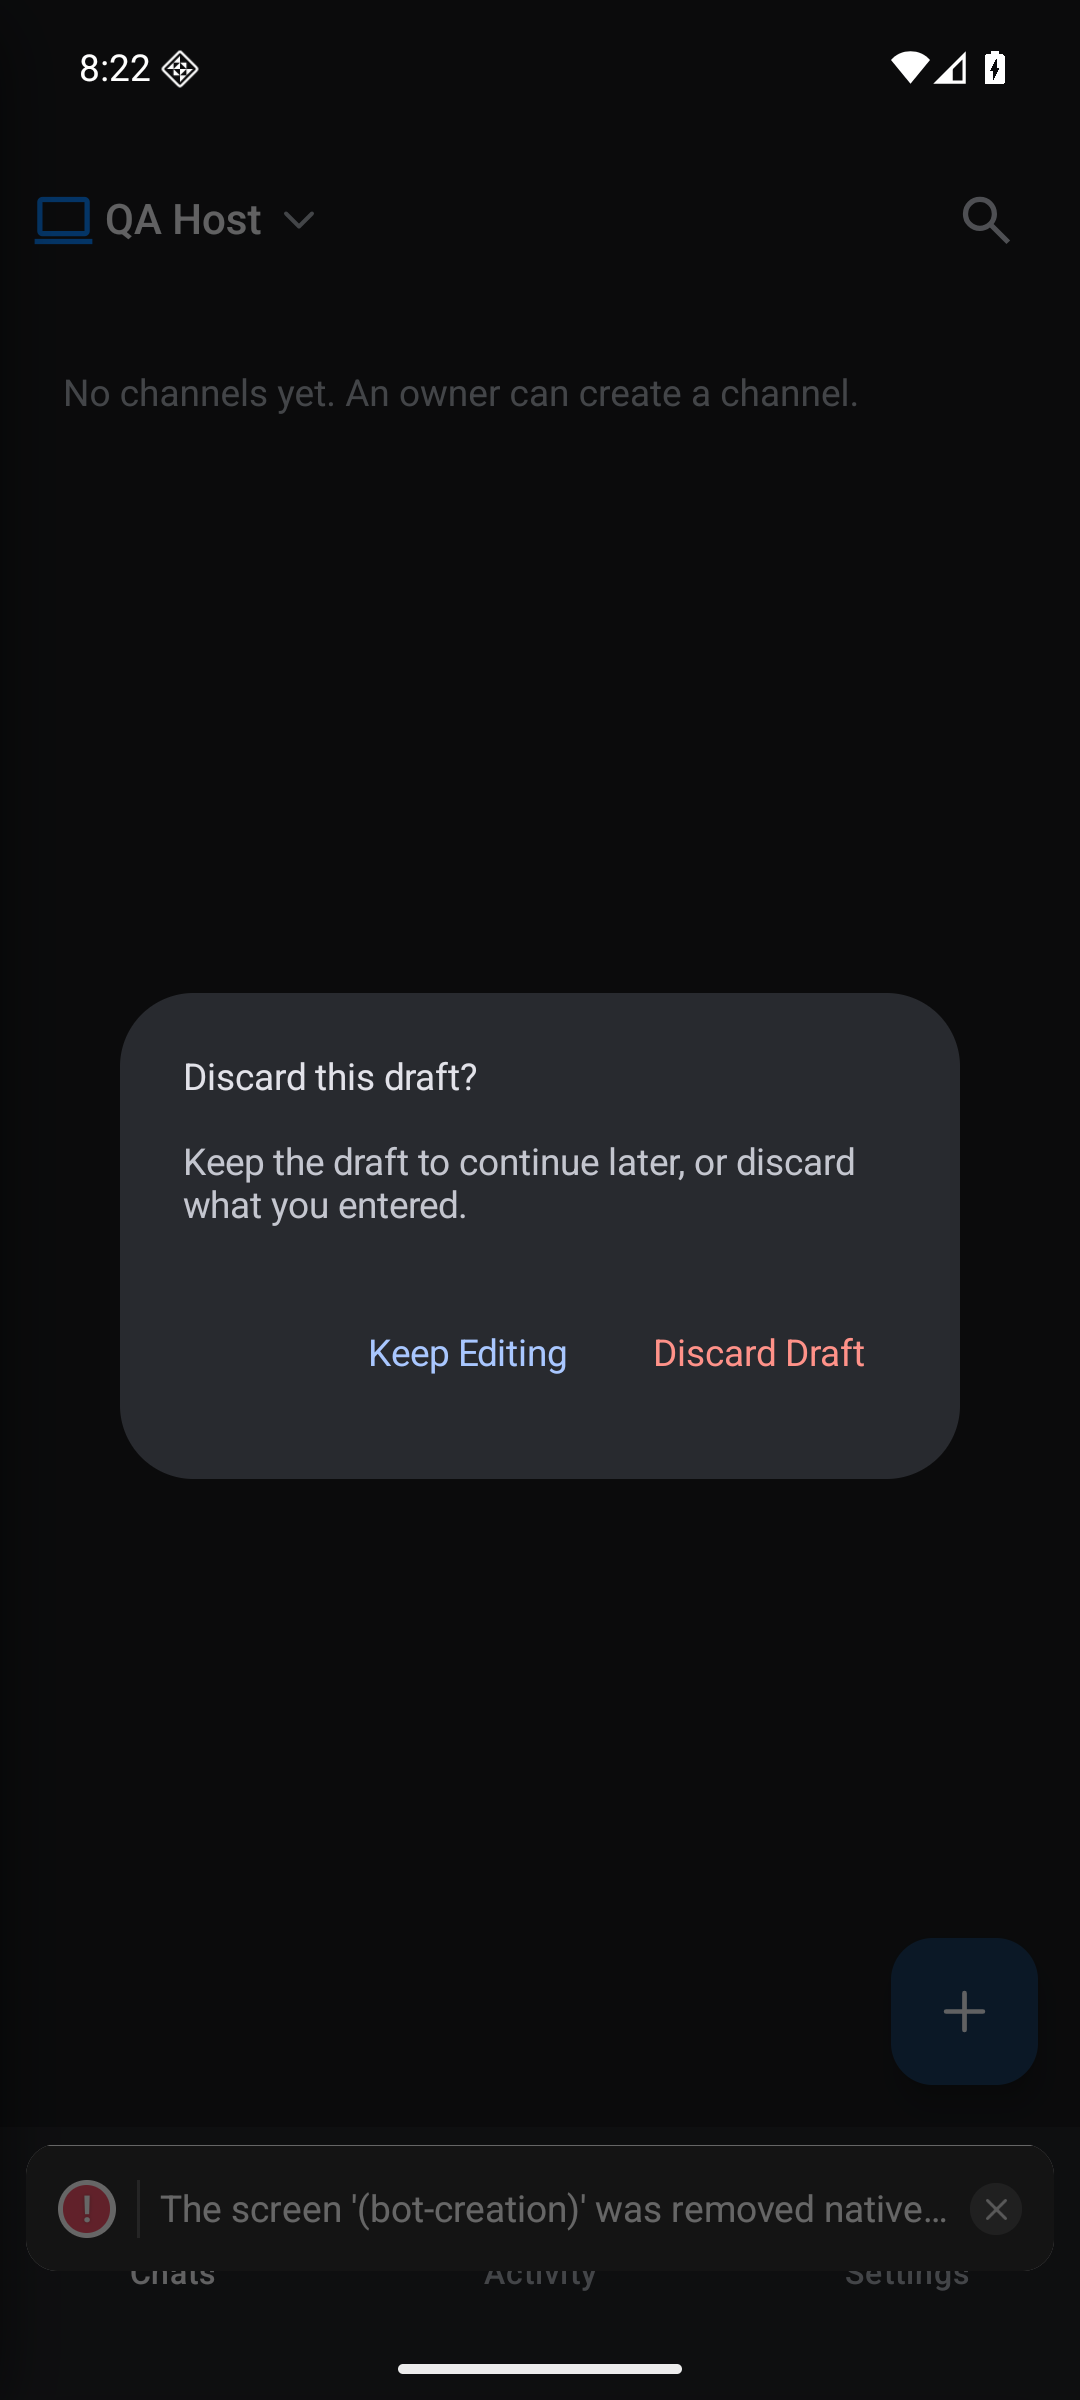 8:22
QA Host
No channels yet. An owner can create a channel.
Discard this draft?
Keep the draft to continue later, or discard
what you entered.
Keep Editing
Discard Draft
The screen '(bot-creation)' was removed native…
Chats
Activity
Settings